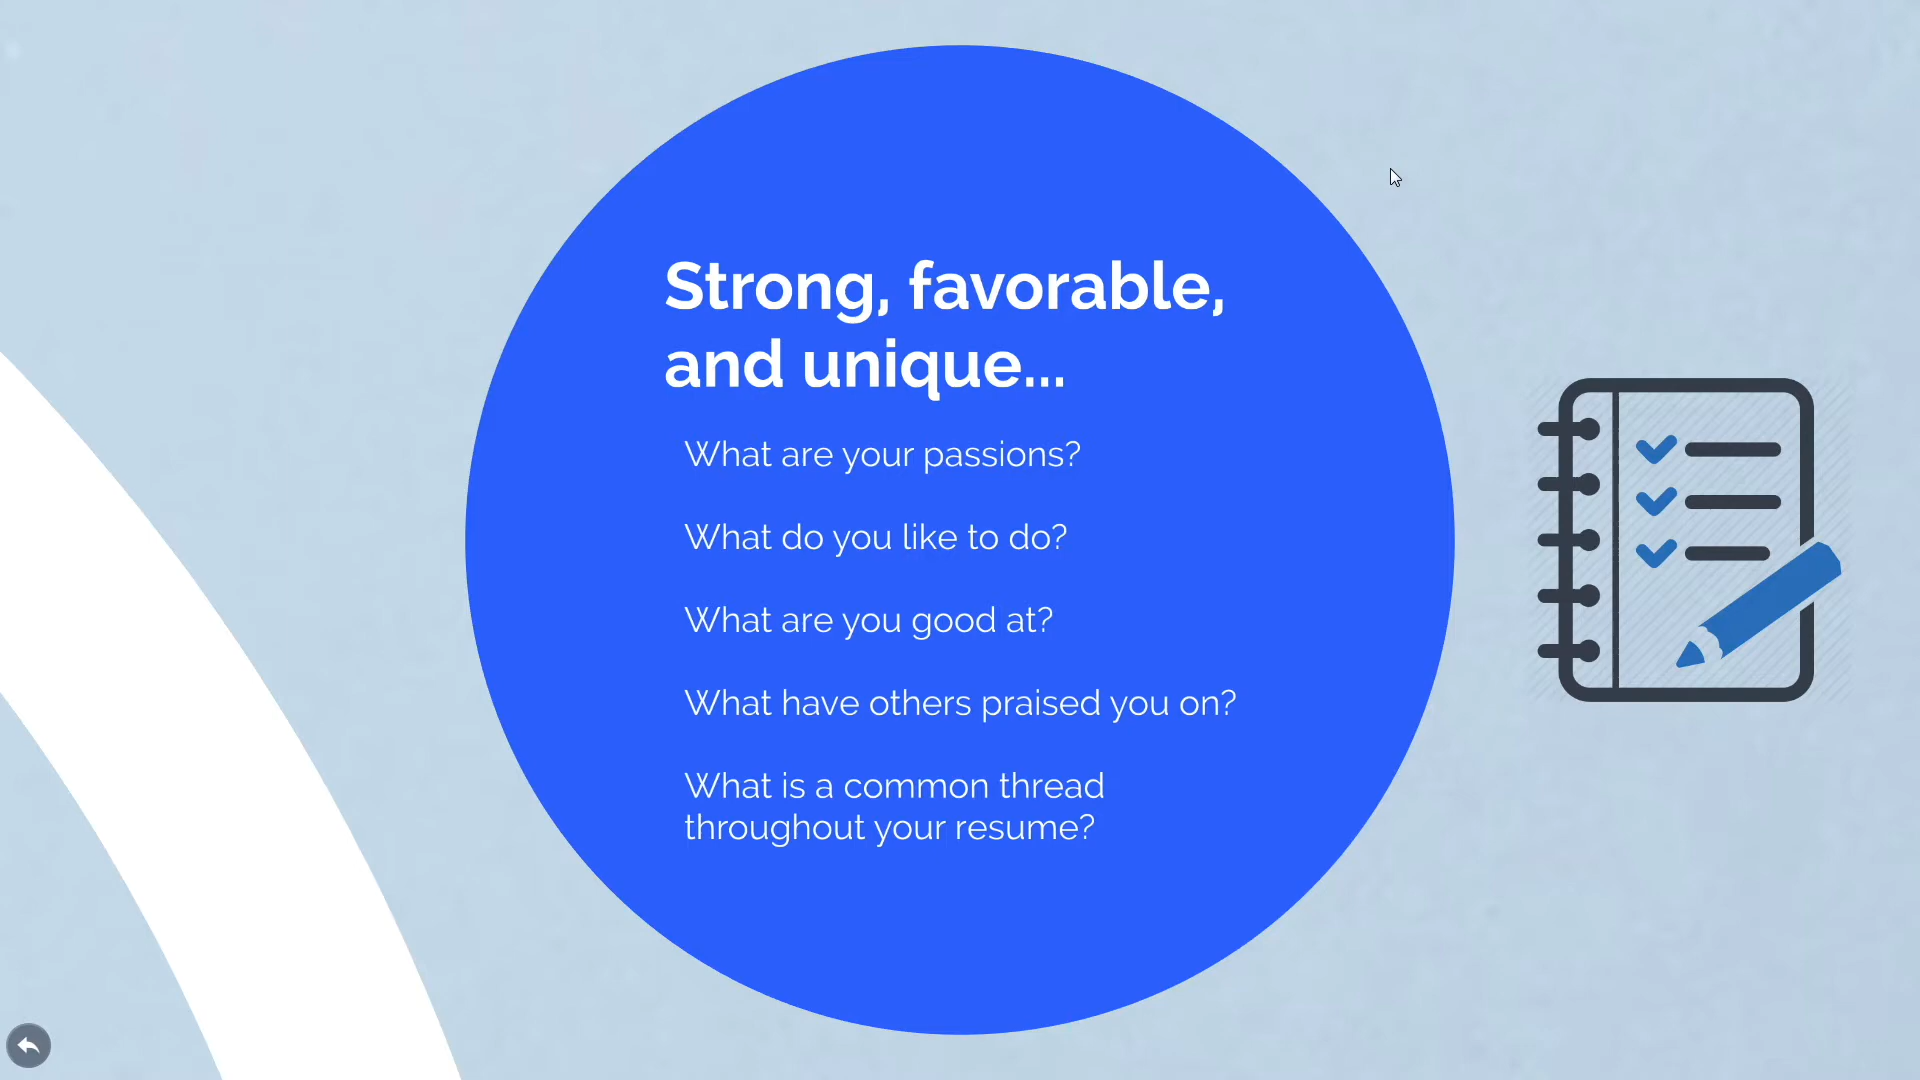 Strong, favorable,
and unique...
What are your passions?
What do you like to do?
What are you good at?
What have others praised you on?
What is a common thread
throughout your resume?